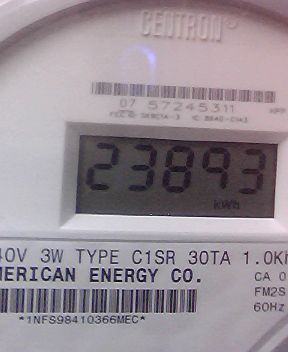 CENTRON®
07 57245311
23893
kWh
40V 3W TYPE C1SR 30TA 1.0Kh
MERICAN ENERGY CO.
CA 0
FM2S
60Hz
*1NFS98410366MEC*